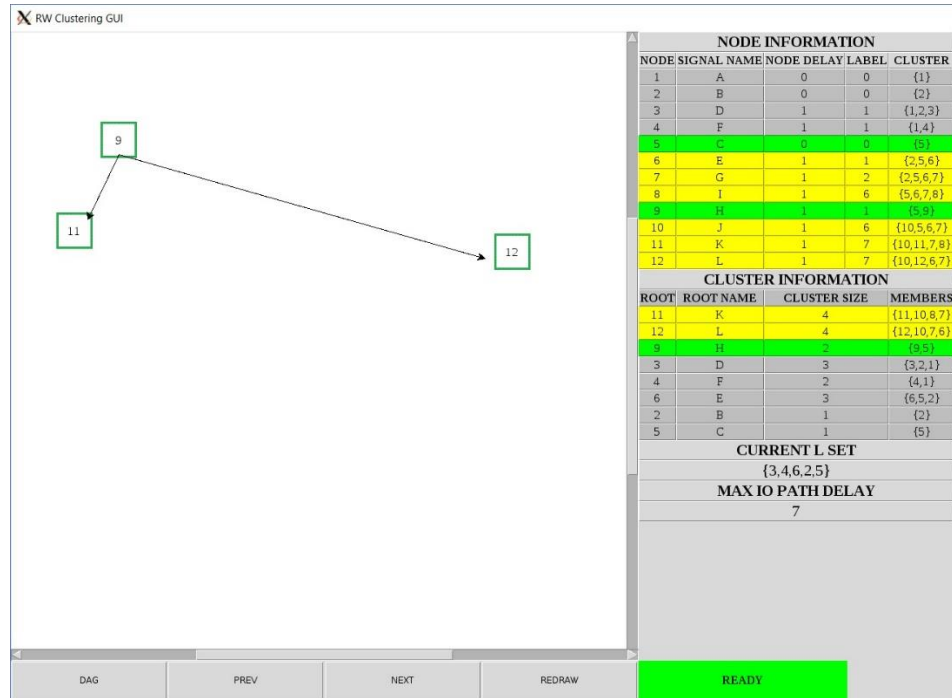 RW Clustering GUI
9
11
12
NODE INFORMATION
NODE SIGNAL NAME NODE DELAY LABEL CLUSTER
1 A 0 0 {1}
2 B 0 0 {2}
3 D 1 1 {1,2,3}
4 F 1 1 {1,4}
5 C 0 0 {5}
6 E 1 1 {2,5,6}
7 G 1 2 {2,5,6,7}
8 I 1 6 {5,6,7,8}
9 H 1 1 {5,9}
10 J 1 6 {10,5,6,7}
11 K 1 7 {10,11,7,8}
12 L 1 7 {10,12,6,7}
CLUSTER INFORMATION
ROOT ROOT NAME CLUSTER SIZE MEMBERS
11 K 4 {11,10,8,7}
12 L 4 {12,10,7,6}
9 H 2 {9,5}
3 D 3 {3,2,1}
4 F 2 {4,1}
6 E 3 {6,5,2}
2 B 1 {2}
5 C 1 {5}
CURRENT L SET
{3,4,6,2,5}
MAX IO PATH DELAY
7
DAG PREV NEXT REDRAW READY